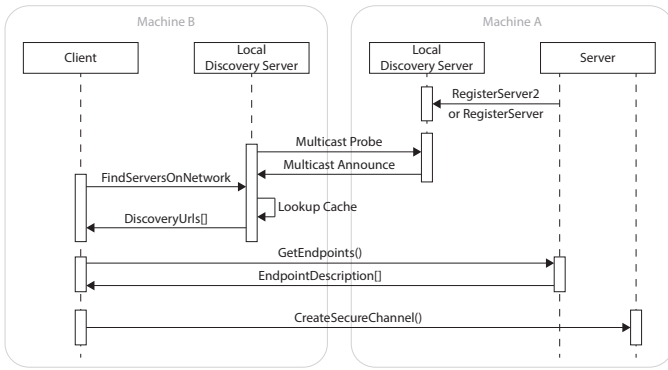 Machine B
Machine A
Client
Local
Discovery Server
Local
Discovery Server
Server
RegisterServer2
or RegisterServer
Multicast Probe
Multicast Announce
FindServersOnNetwork
Lookup Cache
DiscoveryUrls[]
GetEndpoints()
EndpointDescription[]
CreateSecureChannel()